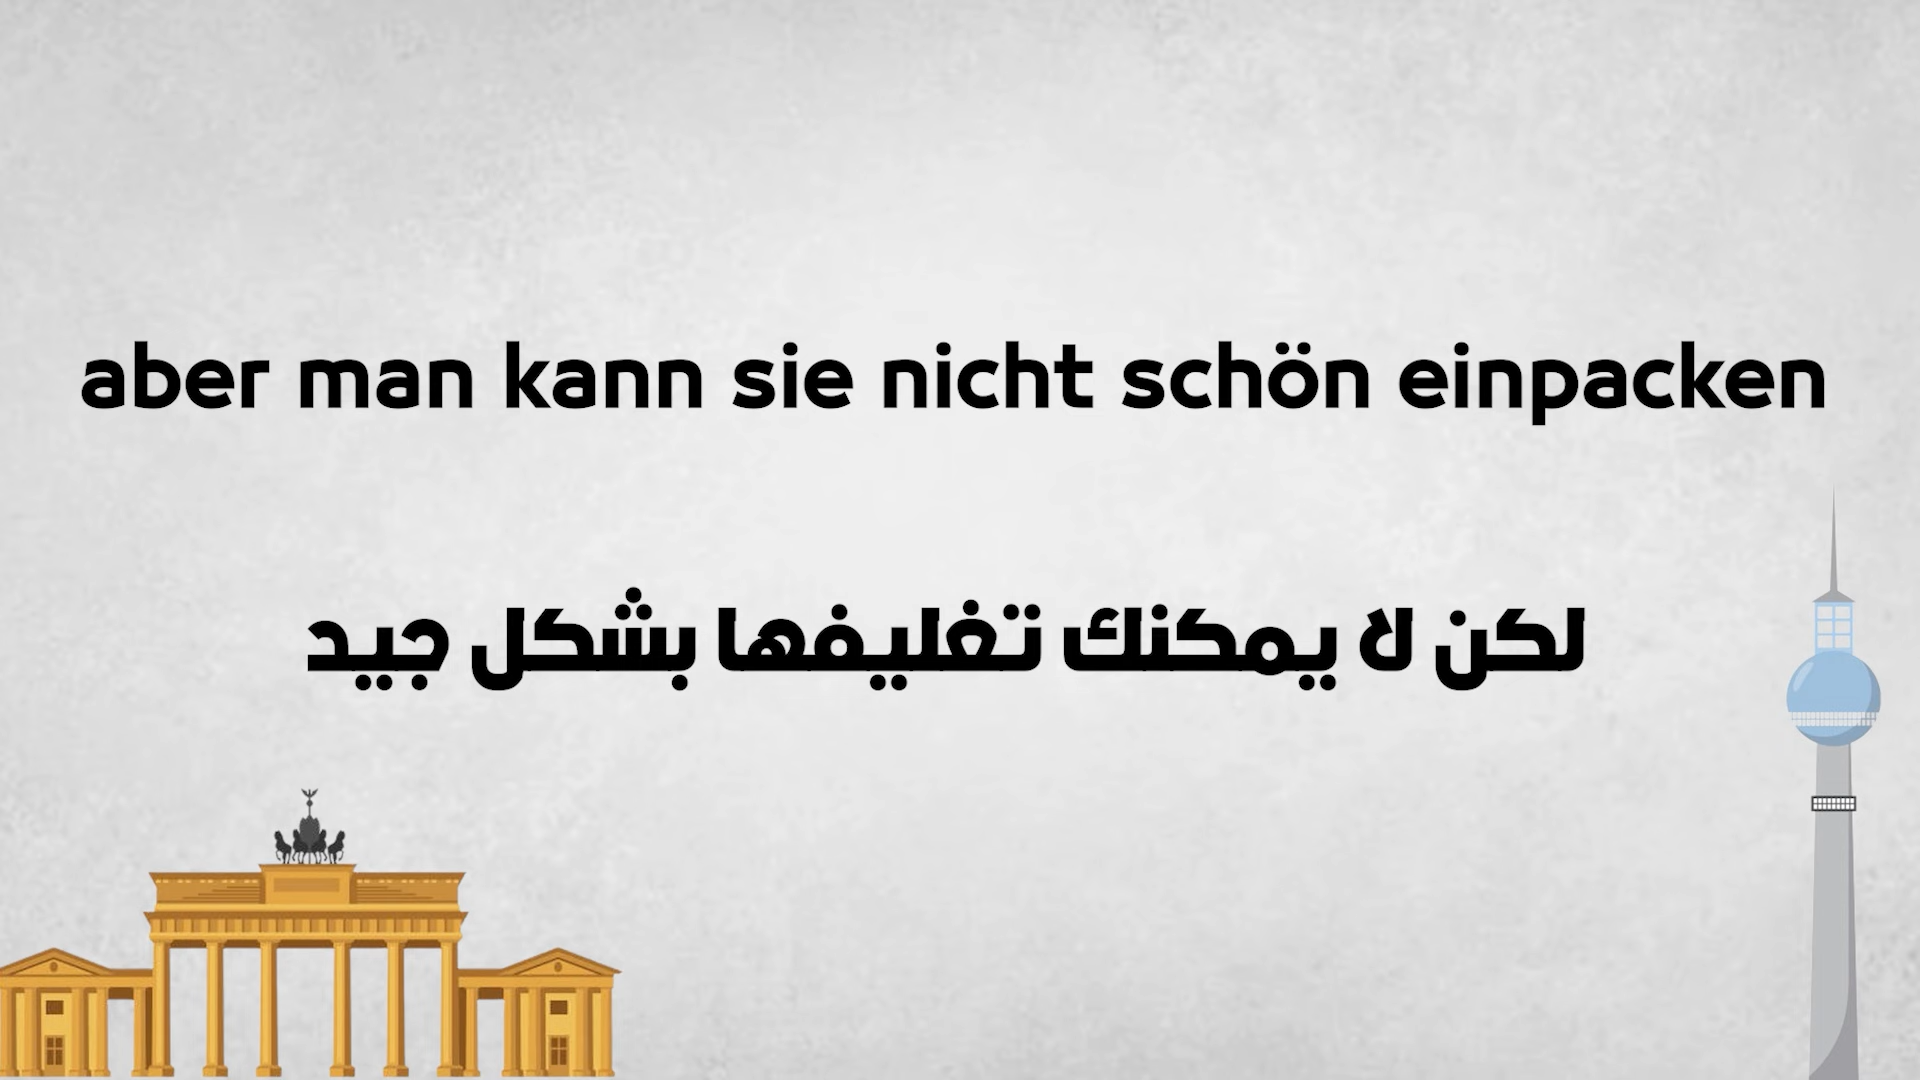 aber man kann sie nicht schön einpacken
لكن لا يمكنك تغليفها بشكل جيد